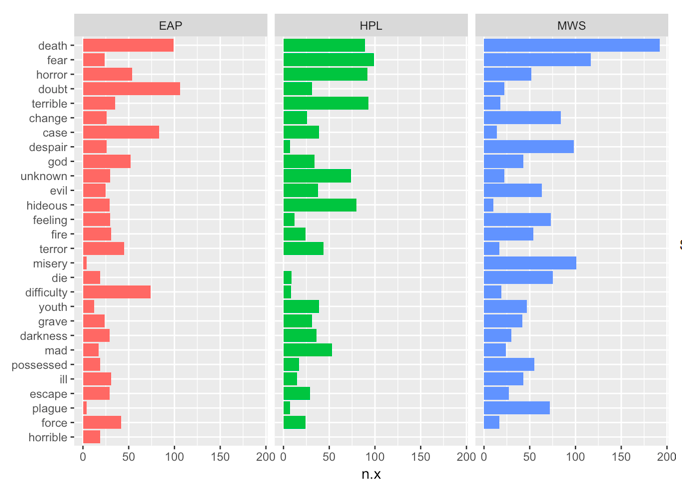 EAP HPL MWS
death
fear
horror
doubt
terrible
change
case
despair
god
unknown
evil
hideous
feeling
fire
terror
misery
die
difficulty
youth
grave
darkness
mad
possessed
ill
escape
plague
force
horrible
0 50 100 150 200 0 50 100 150 200 0 50 100 150 200
n.x